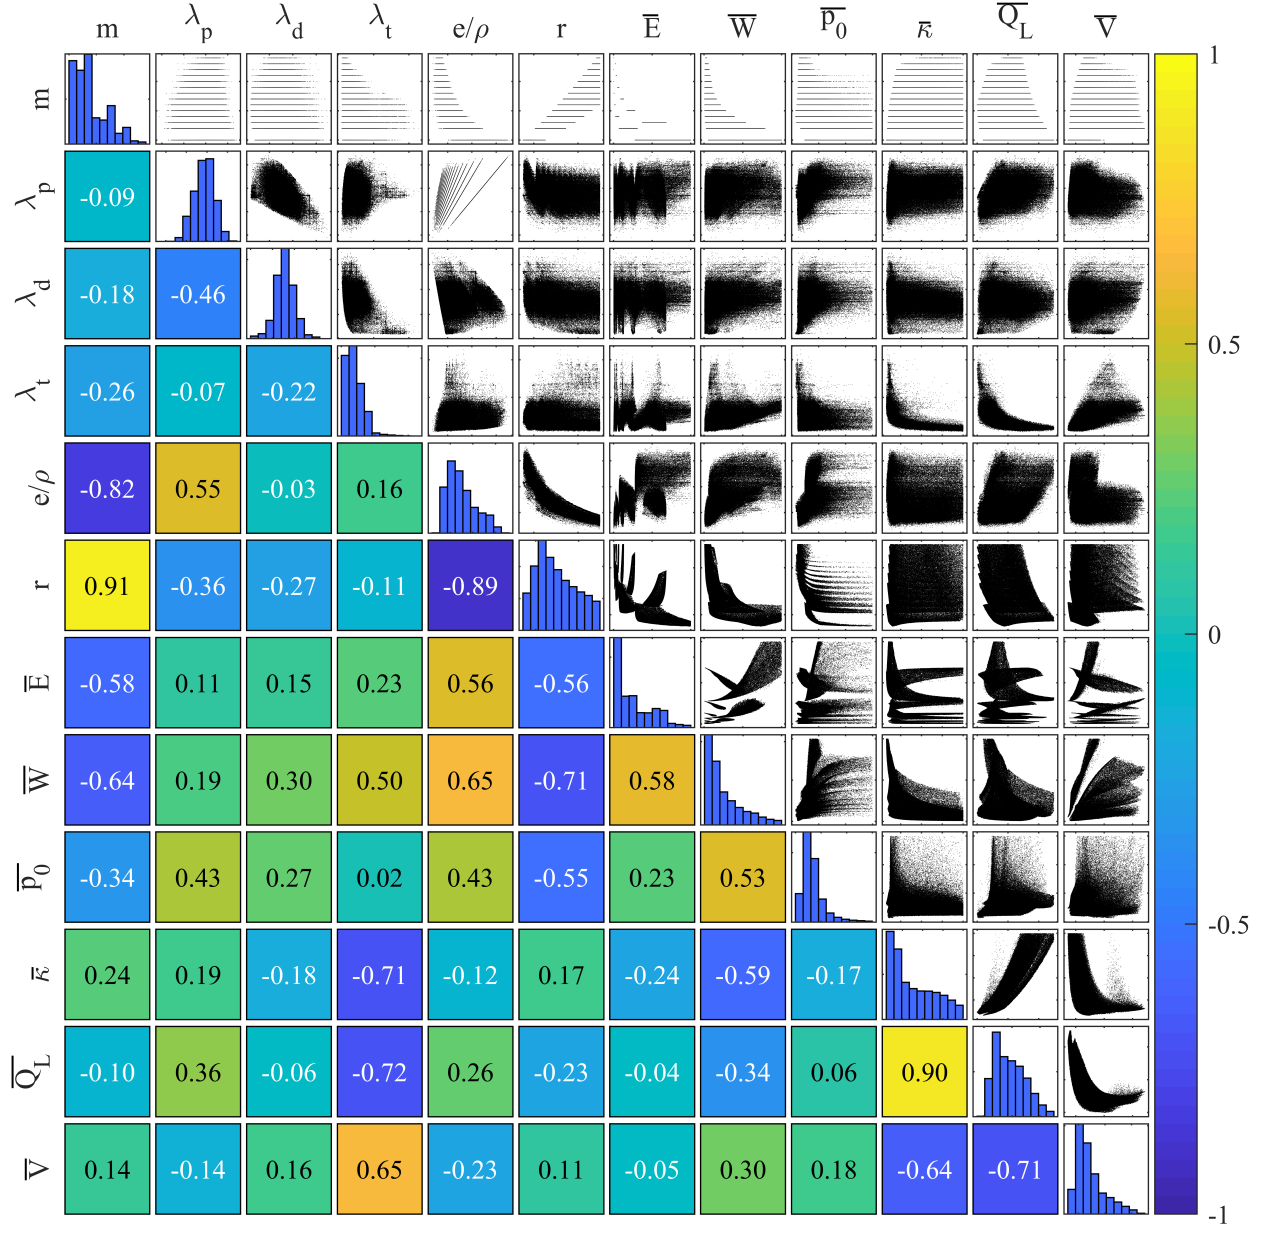 m λp λd λt e/ρ r E̅ W̅ p̅0 κ̅ Q̅L V̅
1
m
λp -0.09
λd -0.18 -0.46
0.5
λt -0.26 -0.07 -0.22
e/ρ -0.82 0.55 -0.03 0.16
r 0.91 -0.36 -0.27 -0.11 -0.89
0
E̅ -0.58 0.11 0.15 0.23 0.56 -0.56
W̅ -0.64 0.19 0.30 0.50 0.65 -0.71 0.58
p̅0 -0.34 0.43 0.27 0.02 0.43 -0.55 0.23 0.53
-0.5
κ̅ 0.24 0.19 -0.18 -0.71 -0.12 0.17 -0.24 -0.59 -0.17
Q̅L -0.10 0.36 -0.06 -0.72 0.26 -0.23 -0.04 -0.34 0.06 0.90
V̅ 0.14 -0.14 0.16 0.65 -0.23 0.11 -0.05 0.30 0.18 -0.64 -0.71
-1